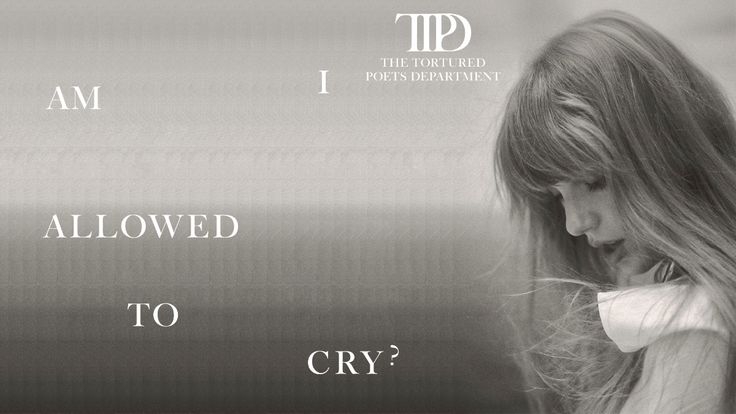 TTPD
THE TORTURED
POETS DEPARTMENT
AM I
ALLOWED
TO
CRY?